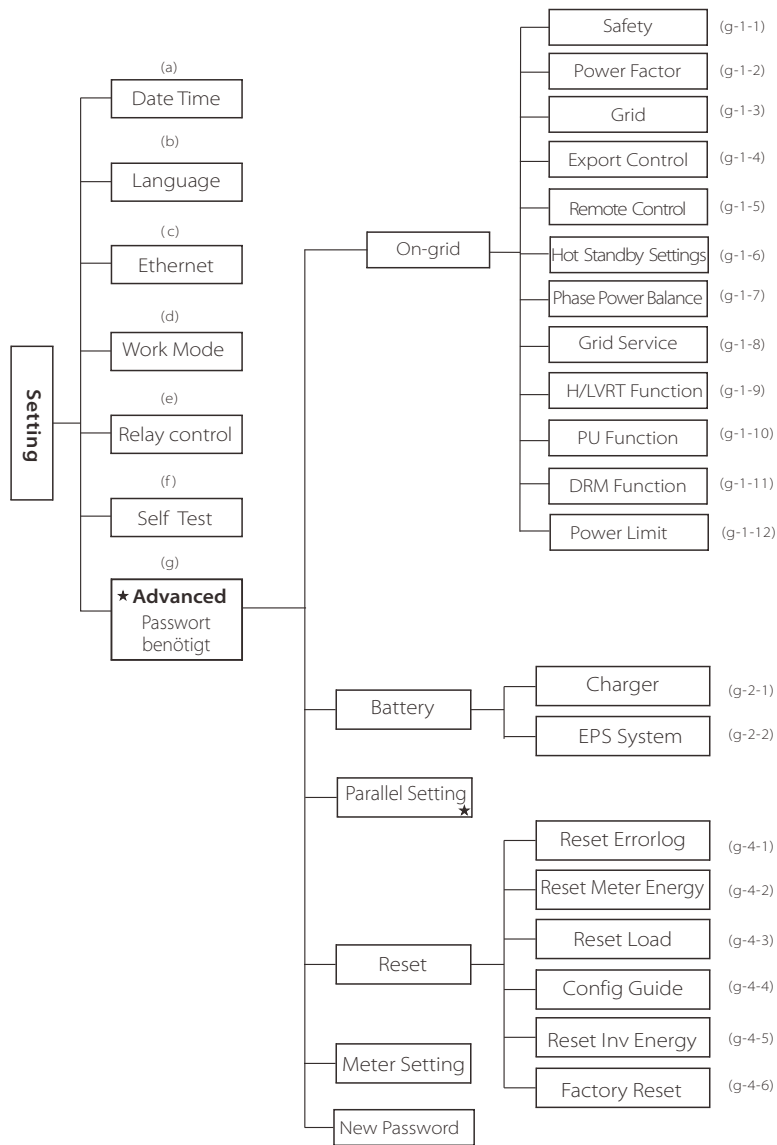 Setting
(a)
Date Time
(b)
Language
(c)
Ethernet
(d)
Work Mode
(e)
Relay control
(f)
Self Test
(g)
★ Advanced
Passwort
benötigt
On-grid
Safety (g-1-1)
Power Factor (g-1-2)
Grid (g-1-3)
Export Control (g-1-4)
Remote Control (g-1-5)
Hot Standby Settings (g-1-6)
Phase Power Balance (g-1-7)
Grid Service (g-1-8)
H/LVRT Function (g-1-9)
PU Function (g-1-10)
DRM Function (g-1-11)
Power Limit (g-1-12)
Battery
Charger (g-2-1)
EPS System (g-2-2)
Parallel Setting ★
Reset
Reset Errorlog (g-4-1)
Reset Meter Energy (g-4-2)
Reset Load (g-4-3)
Config Guide (g-4-4)
Reset Inv Energy (g-4-5)
Factory Reset (g-4-6)
Meter Setting
New Password